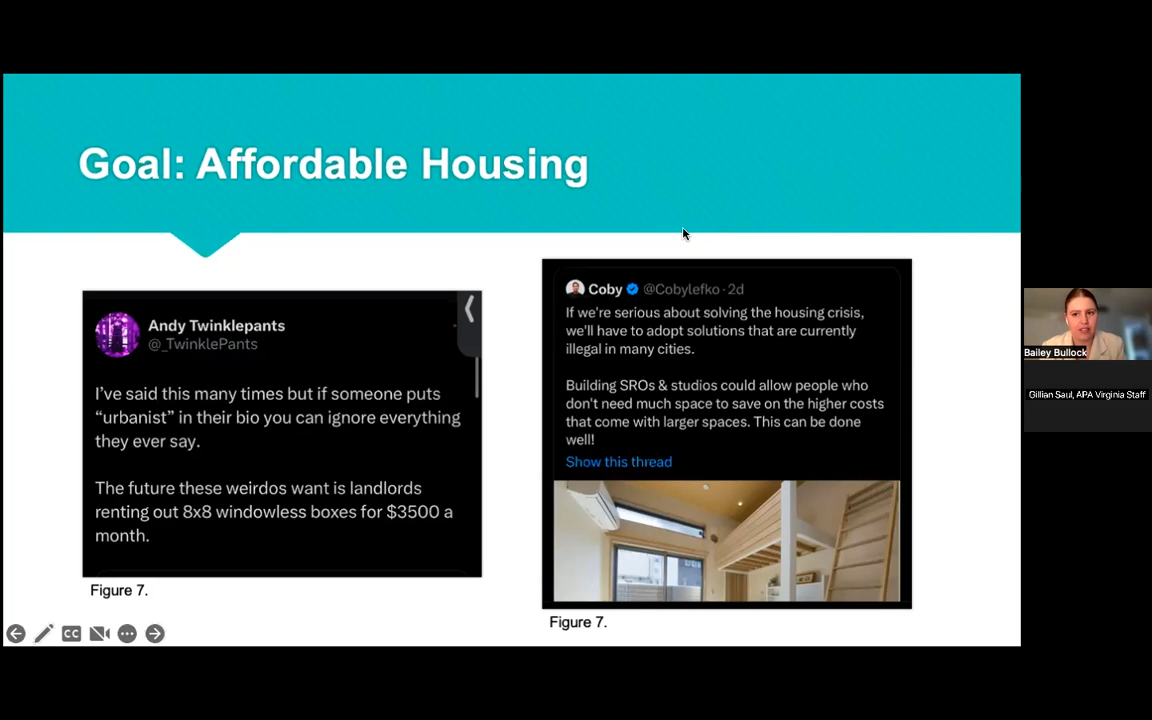 Goal: Affordable Housing
Andy Twinklepants
@_TwinklePants
I've said this many times but if someone puts
“urbanist” in their bio you can ignore everything
they ever say.
The future these weirdos want is landlords
renting out 8x8 windowless boxes for $3500 a
month.
Figure 7.
Coby @Cobylefko · 2d
If we're serious about solving the housing crisis,
we'll have to adopt solutions that are currently
illegal in many cities.
Building SROs & studios could allow people who
don't need much space to save on the higher costs
that come with larger spaces. This can be done
well!
Show this thread
Figure 7.
CC
Bailey Bullock
Gillian Saul, APA Virginia Staff